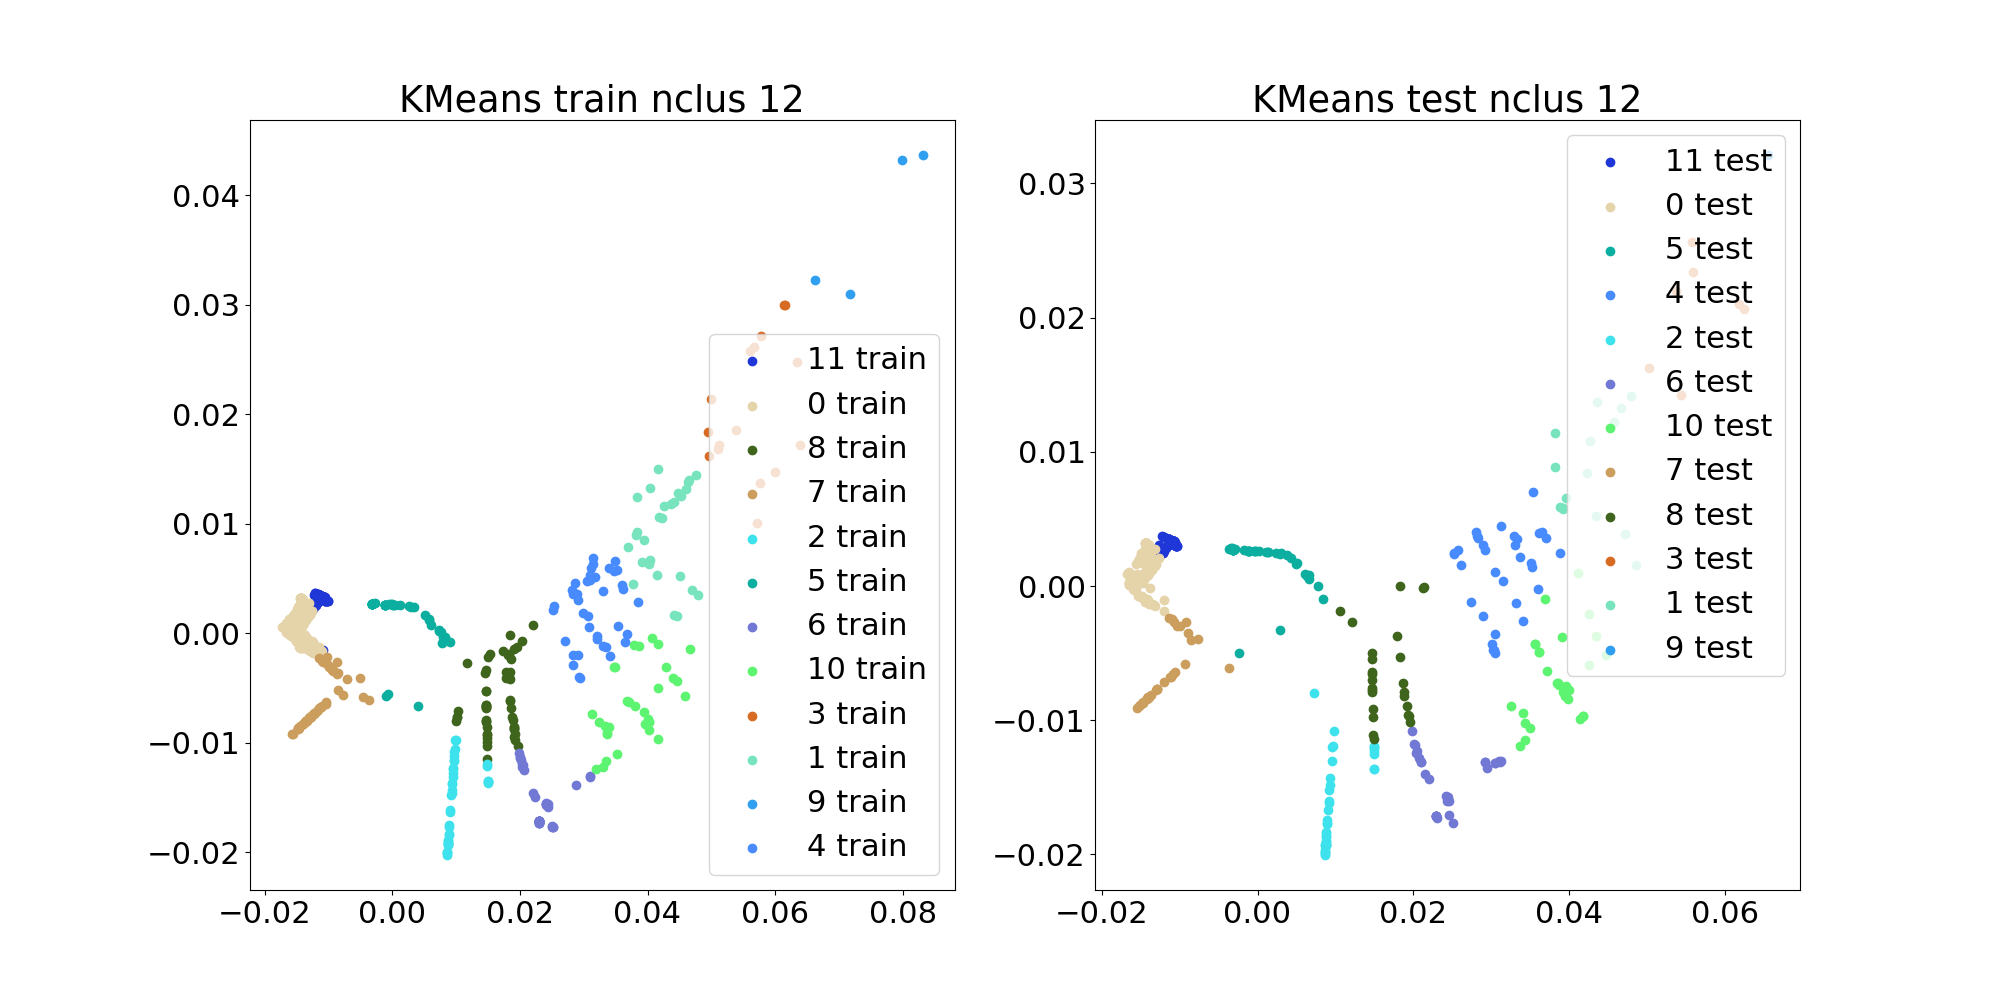 KMeans train nclus 12
0.04
0.03
0.02
0.01
0.00
−0.01
−0.02
−0.02 0.00 0.02 0.04 0.06 0.08
11 train
0 train
8 train
7 train
2 train
5 train
6 train
10 train
3 train
1 train
9 train
4 train
KMeans test nclus 12
0.03
0.02
0.01
0.00
−0.01
−0.02
−0.02 0.00 0.02 0.04 0.06
11 test
0 test
5 test
4 test
2 test
6 test
10 test
7 test
8 test
3 test
1 test
9 test